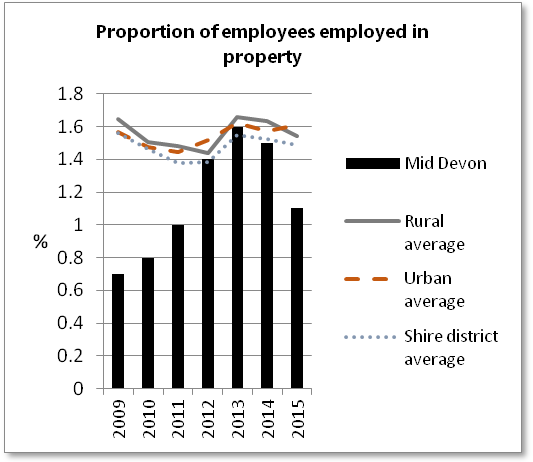 Proportion of employees employed in
property
1.8
1.6
1.4
1.2
1
0.8
0.6
0.4
0.2
0
%
2009
2010
2011
2012
2013
2014
2015
Mid Devon
Rural
average
Urban
average
Shire district
average